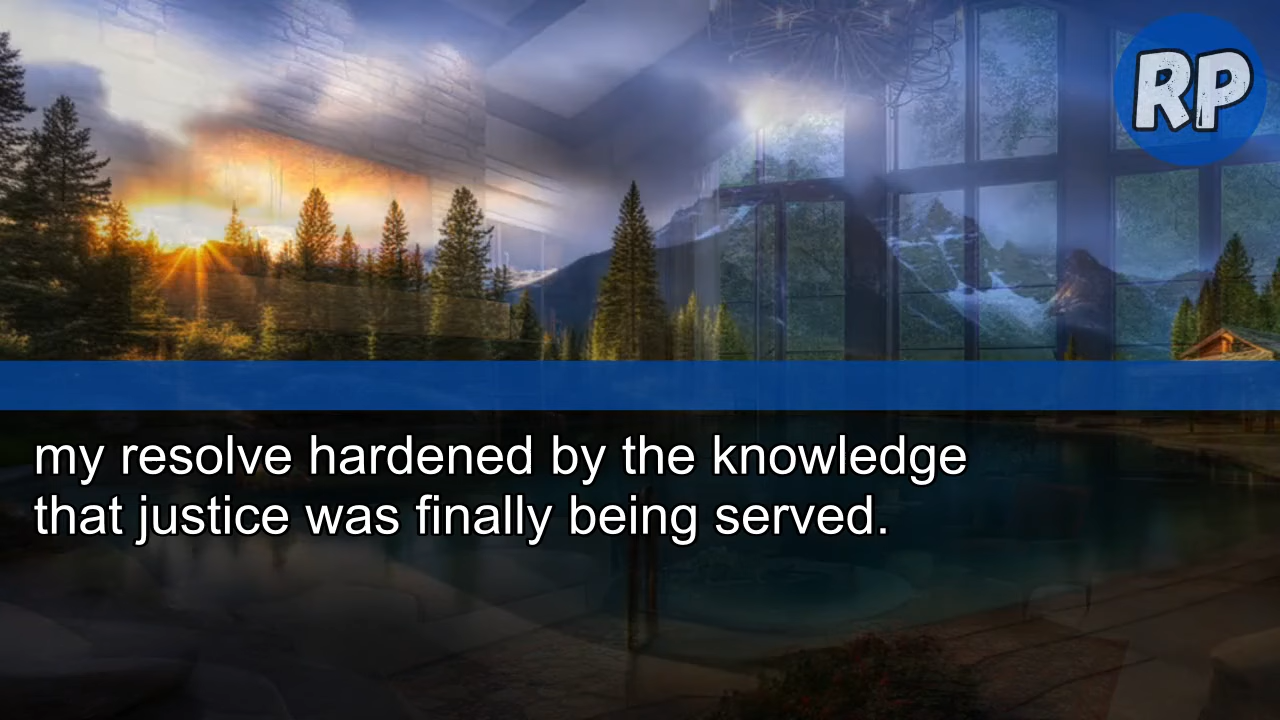 RP
my resolve hardened by the knowledge
that justice was finally being served.